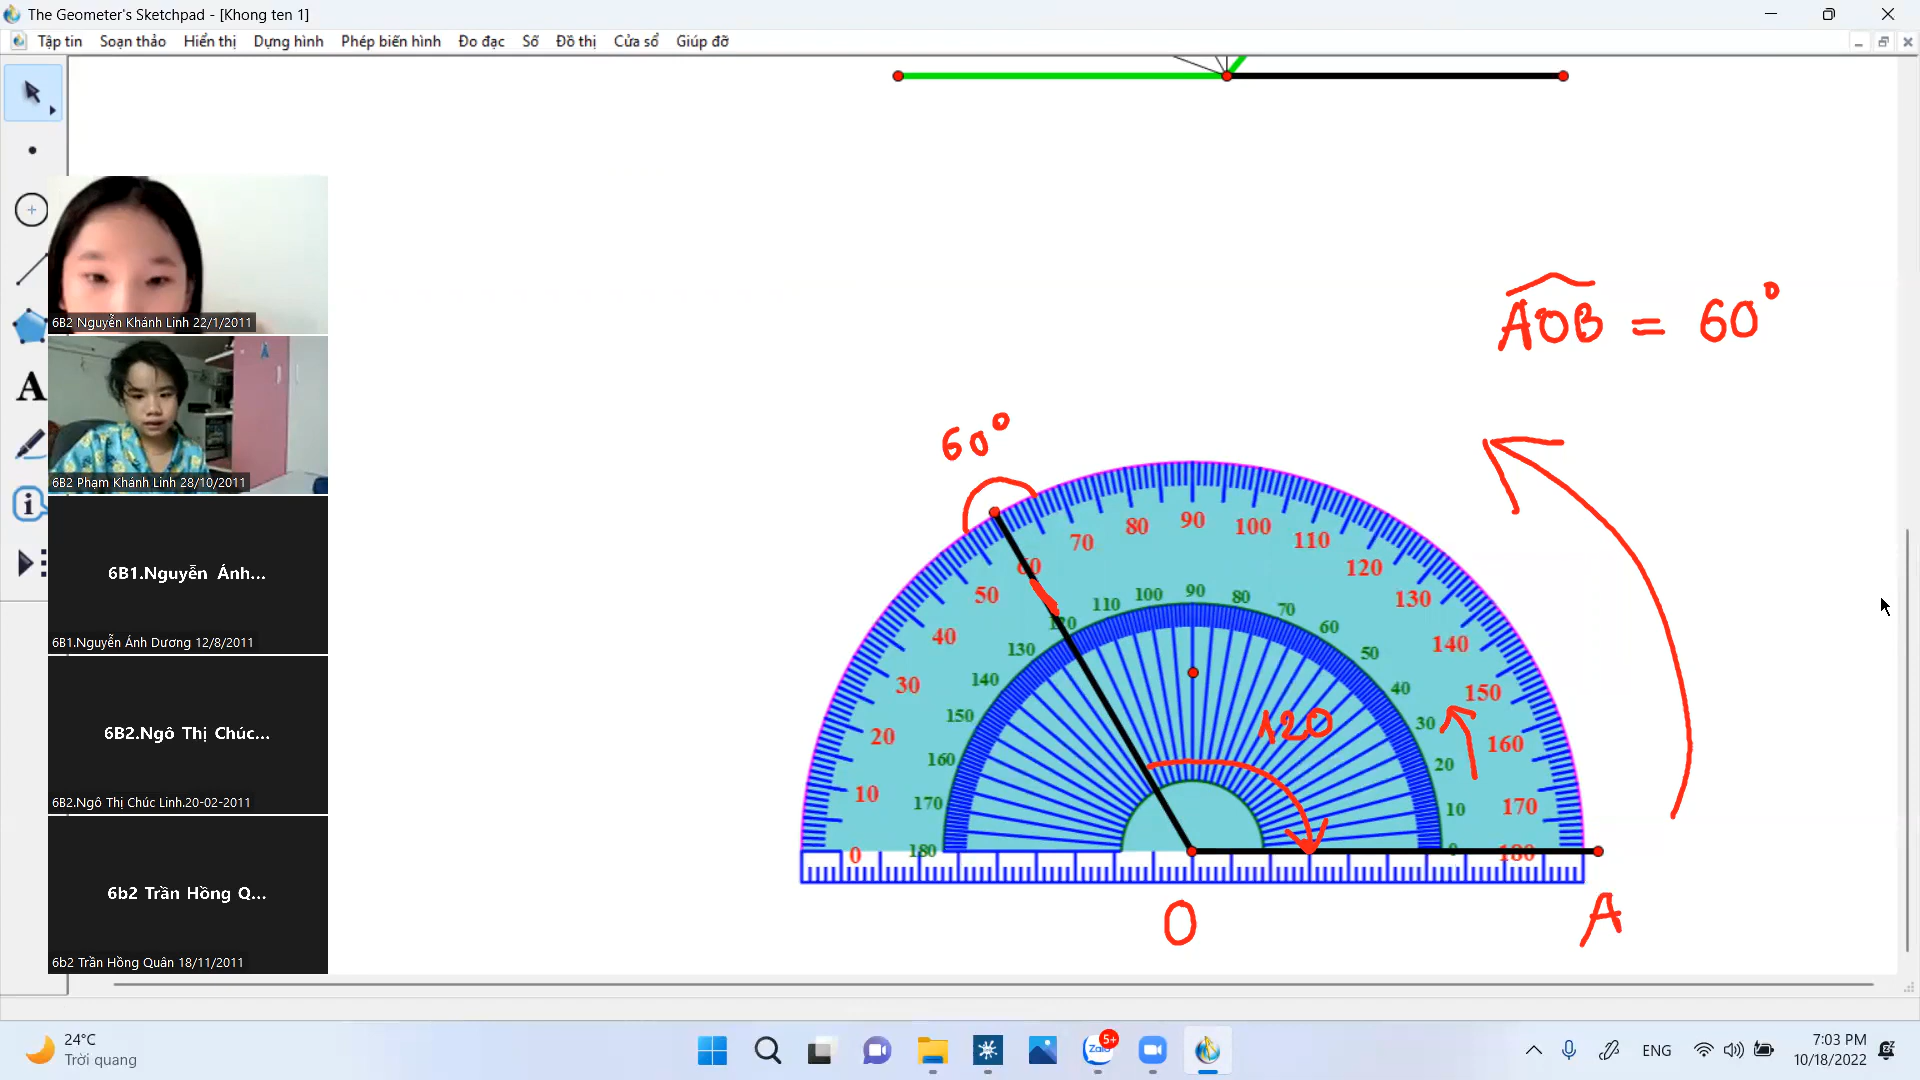 The Geometer's Sketchpad - [Khong ten 1]
Tập tin Soạn thảo Hiển thị Dựng hình Phép biến hình Đo đạc Số Đồ thị Cửa sổ Giúp đỡ
A
6B2 Nguyễn Khánh Linh 22/1/2011
6B2 Phạm Khánh Linh 28/10/2011
6B1.Nguyễn Ánh...
6B1.Nguyễn Ánh Dương 12/8/2011
6B2.Ngô Thị Chúc...
6B2.Ngô Thị Chúc Linh.20-02-2011
6b2 Trần Hồng Q...
6b2 Trần Hồng Quân 18/11/2011
AOB = 60°
60°
0 10 20 30 40 50 60 70 80 90 100 110 120 130 140 150 160 170 180
180 170 160 150 140 130 120 110 100 90 80 70 60 50 40 30 20 10 0
120
O A
24°C
Trời quang
Zalo
5+
ENG
7:03 PM
10/18/2022